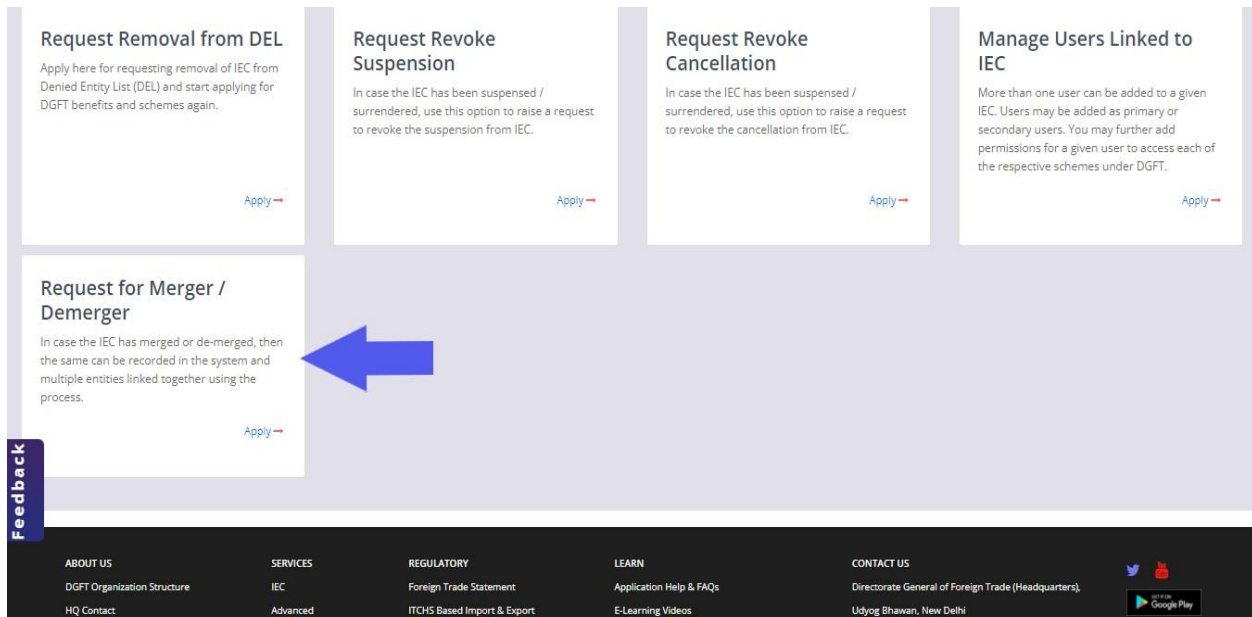 Request Removal from DEL
Apply here for requesting removal of IEC from
Denied Entity List (DEL) and start applying for
DGFT benefits and schemes again.
Apply
Request Revoke
Suspension
In case the IEC has been suspended /
surrendered, use this option to raise a request
to revoke the suspension from IEC.
Apply
Request Revoke
Cancellation
In case the IEC has been suspended /
surrendered, use this option to raise a request
to revoke the cancellation from IEC.
Apply
Manage Users Linked to
IEC
More than one user can be added to a given
IEC. Users may be added as primary or
secondary users. You may further add
permissions for a given user to access each of
the respective schemes under DGFT.
Apply
Request for Merger /
Demerger
In case the IEC has merged or de-merged, then
the same can be recorded in the system and
multiple entities linked together using the
process.
Apply
Feedback
ABOUT US
DGFT Organization Structure
HQ Contact
SERVICES
IEC
Advanced
REGULATORY
Foreign Trade Statement
ITCHS Based Import & Export
LEARN
Application Help & FAQs
E-Learning Videos
CONTACT US
Directorate General of Foreign Trade (Headquarters),
Udyog Bhawan, New Delhi
GET IT ON
Google Play